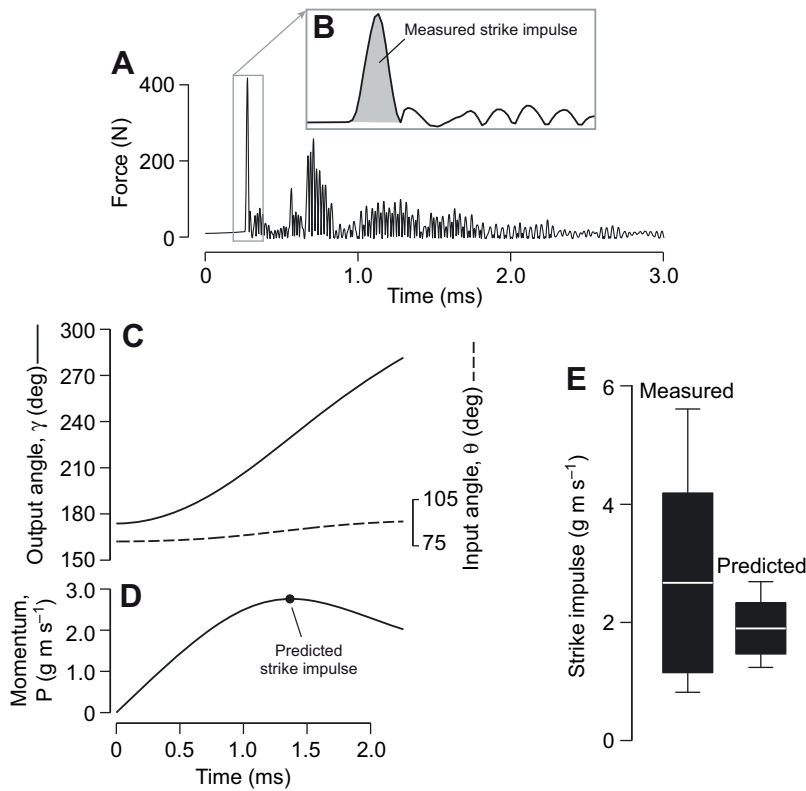 A
B
Measured strike impulse
Force (N)
400
200
0
0
1.0
2.0
3.0
Time (ms)
C
Output angle, γ (deg)
300
270
240
210
180
150
Input angle, θ (deg)
105
75
D
Momentum,
P (g m s⁻¹)
3.0
2.0
1.0
0
Predicted
strike impulse
0
0.5
1.0
1.5
2.0
Time (ms)
E
Strike impulse (g m s⁻¹)
6
4
2
0
Measured
Predicted